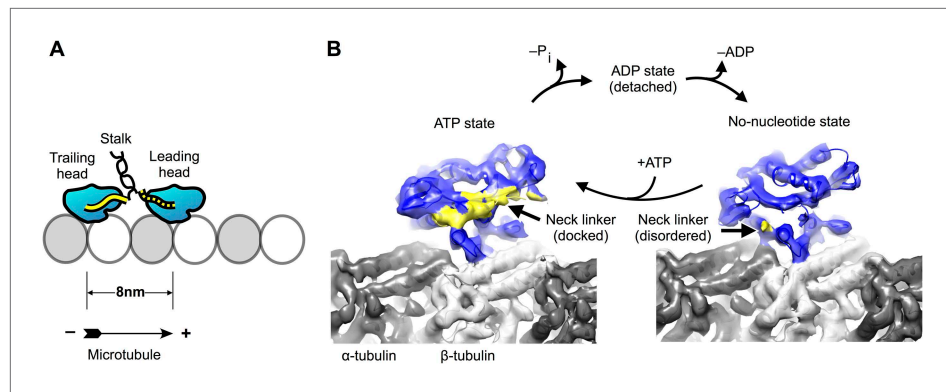 A
Stalk
Trailing
head
Leading
head
8nm
– +
Microtubule
B
–Pi
ADP state
(detached)
–ADP
ATP state
No-nucleotide state
+ATP
Neck linker
(docked)
Neck linker
(disordered)
α-tubulin
β-tubulin